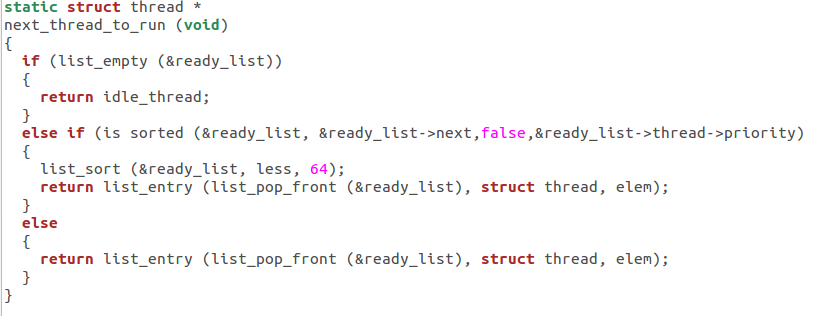 static struct thread *
next_thread_to_run (void)
{
  if (list_empty (&ready_list))
  {
    return idle_thread;
  }
  else if (is sorted (&ready_list, &ready_list->next,false,&ready_list->thread->priority)
  {
    list_sort (&ready_list, less, 64);
    return list_entry (list_pop_front (&ready_list), struct thread, elem);
  }
  else
  {
    return list_entry (list_pop_front (&ready_list), struct thread, elem);
  }
}